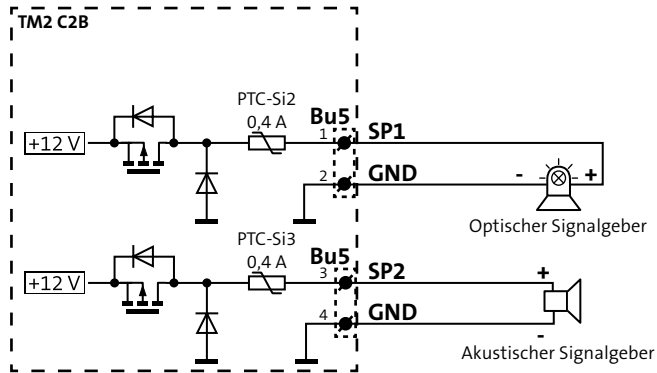 TM2 C2B
PTC-Si2
0,4 A
Bu5
1
SP1
+12 V
2
GND
- +
Optischer Signalgeber
PTC-Si3
0,4 A
Bu5
3
SP2
+
+12 V
4
GND
-
Akustischer Signalgeber